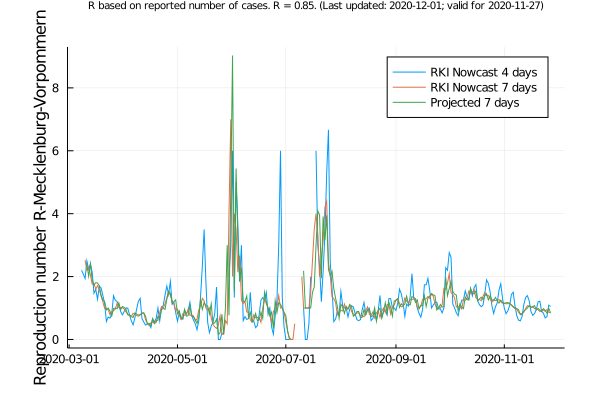 R based on reported number of cases. R = 0.85. (Last updated: 2020-12-01; valid for 2020-11-27)
Reproduction number R-Mecklenburg-Vorpommern
RKI Nowcast 4 days
RKI Nowcast 7 days
Projected 7 days
8
6
4
2
0
2020-03-01
2020-05-01
2020-07-01
2020-09-01
2020-11-01